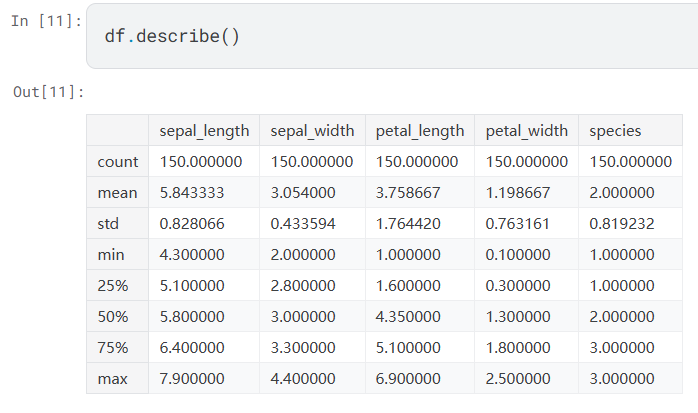 In [11]:
df.describe()
Out[11]:
sepal_length sepal_width petal_length petal_width species
count 150.000000 150.000000 150.000000 150.000000 150.000000
mean 5.843333 3.054000 3.758667 1.198667 2.000000
std 0.828066 0.433594 1.764420 0.763161 0.819232
min 4.300000 2.000000 1.000000 0.100000 1.000000
25% 5.100000 2.800000 1.600000 0.300000 1.000000
50% 5.800000 3.000000 4.350000 1.300000 2.000000
75% 6.400000 3.300000 5.100000 1.800000 3.000000
max 7.900000 4.400000 6.900000 2.500000 3.000000